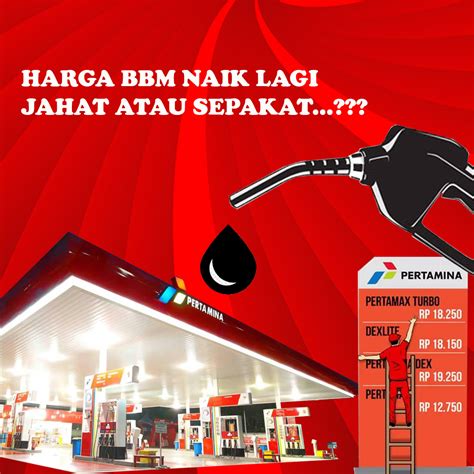 HARGA BBM NAIK LAGI
JAHAT ATAU SEPAKAT...???
PERTAMINA
PERTAMINA
PERTAMAX TURBO
RP 18.250
DEXLITE
RP 18.150
RP 19.250
RP 12.750